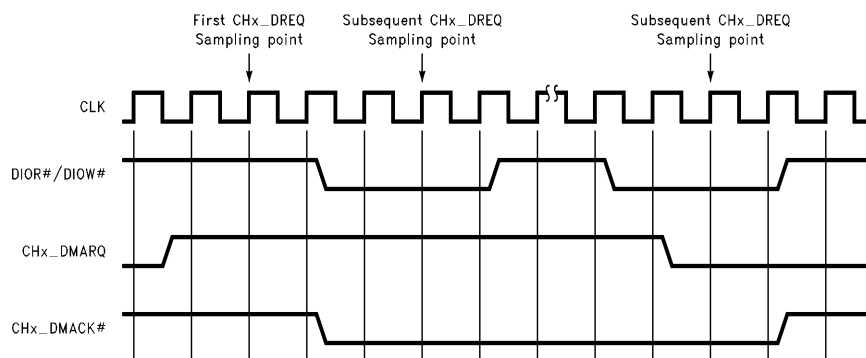 First CHx_DREQ
Sampling point
Subsequent CHx_DREQ
Sampling point
Subsequent CHx_DREQ
Sampling point
CLK
DIOR#/DIOW#
CHx_DMARQ
CHx_DMACK#